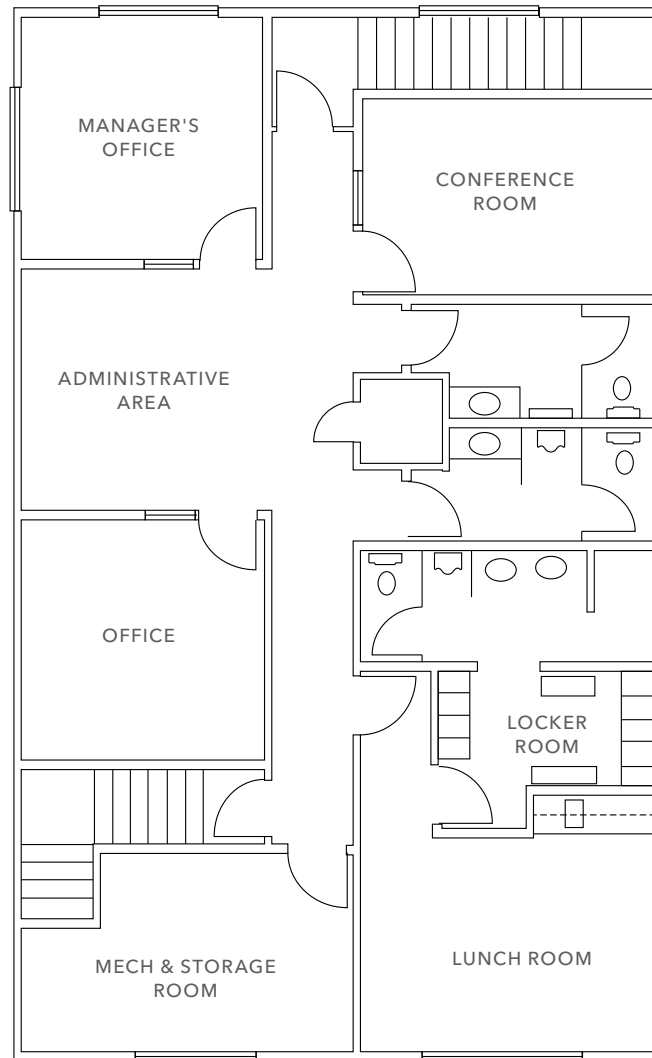 MANAGER'S
OFFICE
CONFERENCE
ROOM
ADMINISTRATIVE
AREA
OFFICE
LOCKER
ROOM
MECH & STORAGE
ROOM
LUNCH ROOM